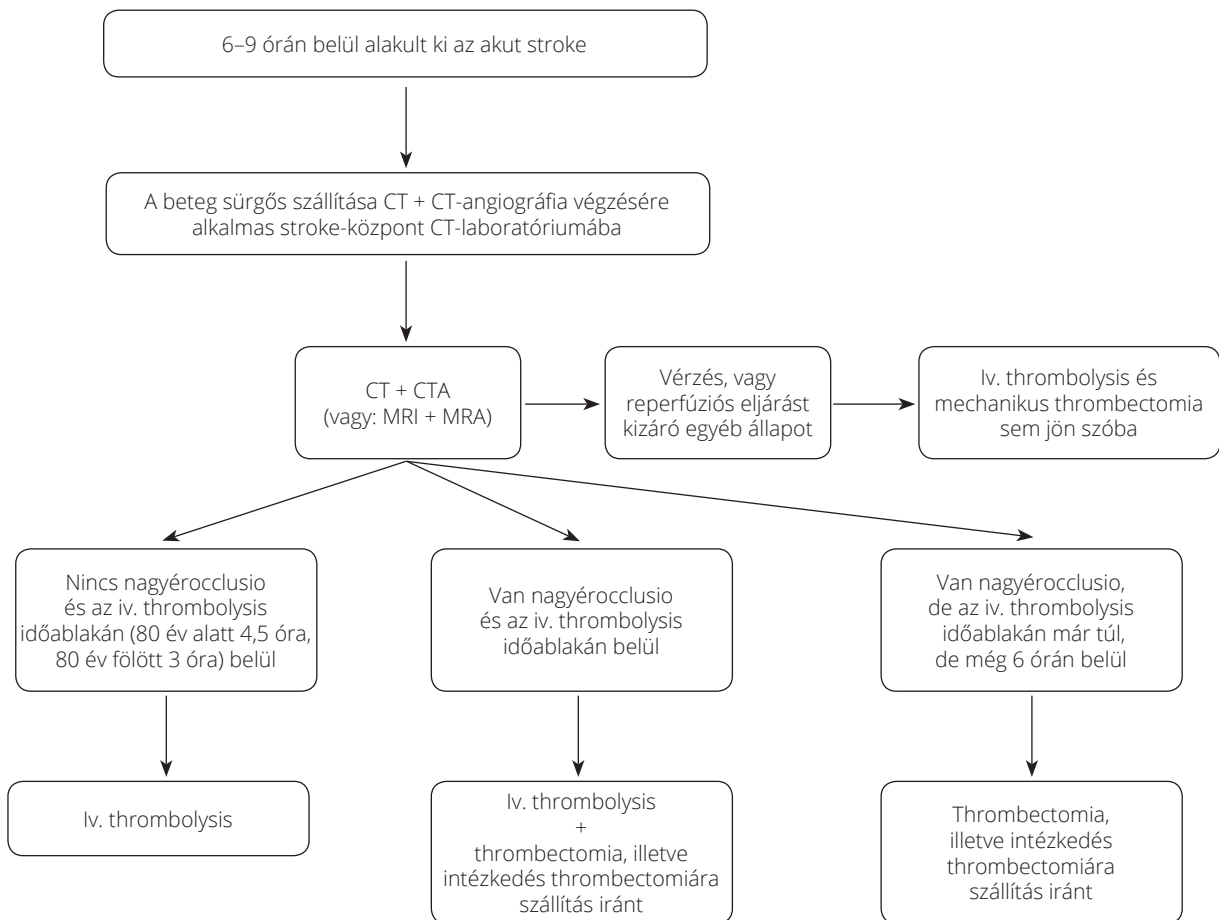 6–9 órán belül alakult ki az akut stroke
A beteg sürgős szállítása CT + CT-angiográfia végzésére
alkalmas stroke-központ CT-laboratóriumába
CT + CTA
(vagy: MRI + MRA)
Vérzés, vagy
reperfúziós eljárást
kizáró egyéb állapot
Iv. thrombolysis és
mechanikus thrombectomia
sem jön szóba
Nincs nagyérocclusio
és az iv. thrombolysis
időablakán (80 év alatt 4,5 óra,
80 év fölött 3 óra) belül
Van nagyérocclusio
és az iv. thrombolysis
időablakán belül
Van nagyérocclusio,
de az iv. thrombolysis
időablakán már túl,
de még 6 órán belül
Iv. thrombolysis
Iv. thrombolysis
+
thrombectomia, illetve
intézkedés thrombectomiára
szállítás iránt
Thrombectomia,
illetve intézkedés
thrombectomiára
szállítás iránt